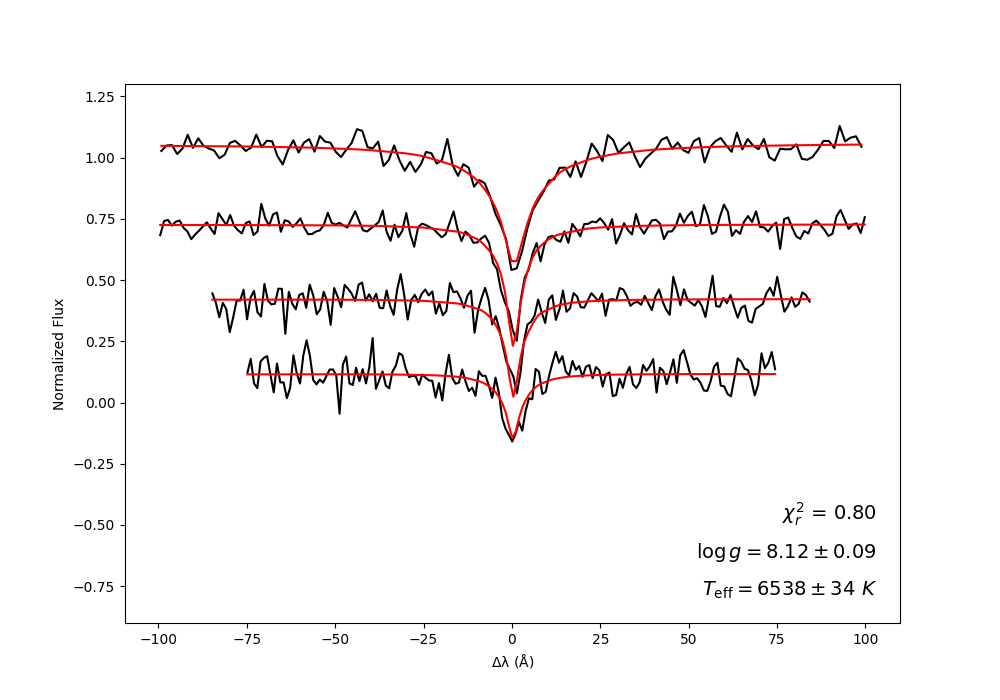 1.25
1.00
0.75
0.50
0.25
0.00
−0.25
−0.50
−0.75
Normalized Flux
χ²ᵣ = 0.80
log g = 8.12 ± 0.09
T_eff = 6538 ± 34 K
−100 −75 −50 −25 0 25 50 75 100
Δλ (Å)